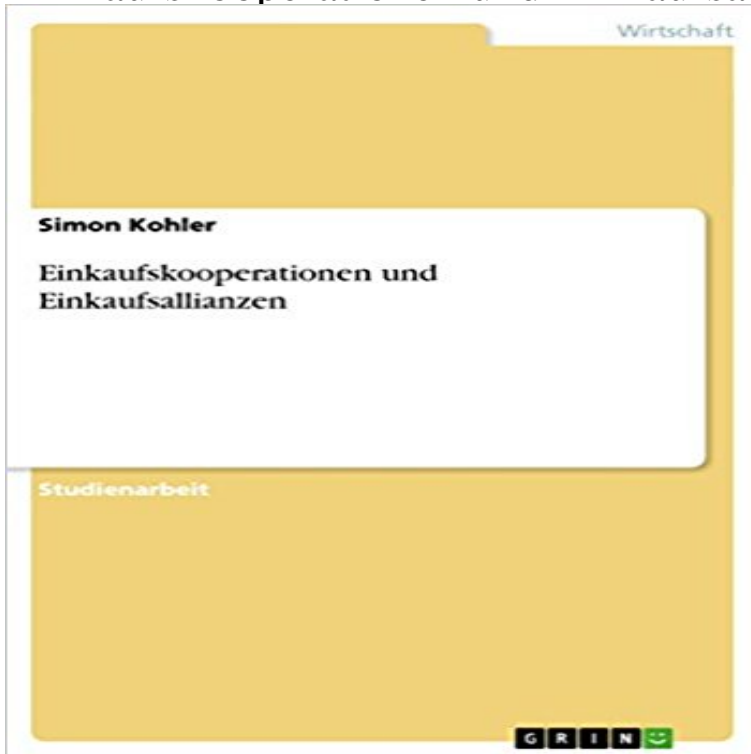 Wirtschaft
Simon Kohler
Einkaufskooperationen und
Einkaufsallianzen
Studienarbeit
GRIN